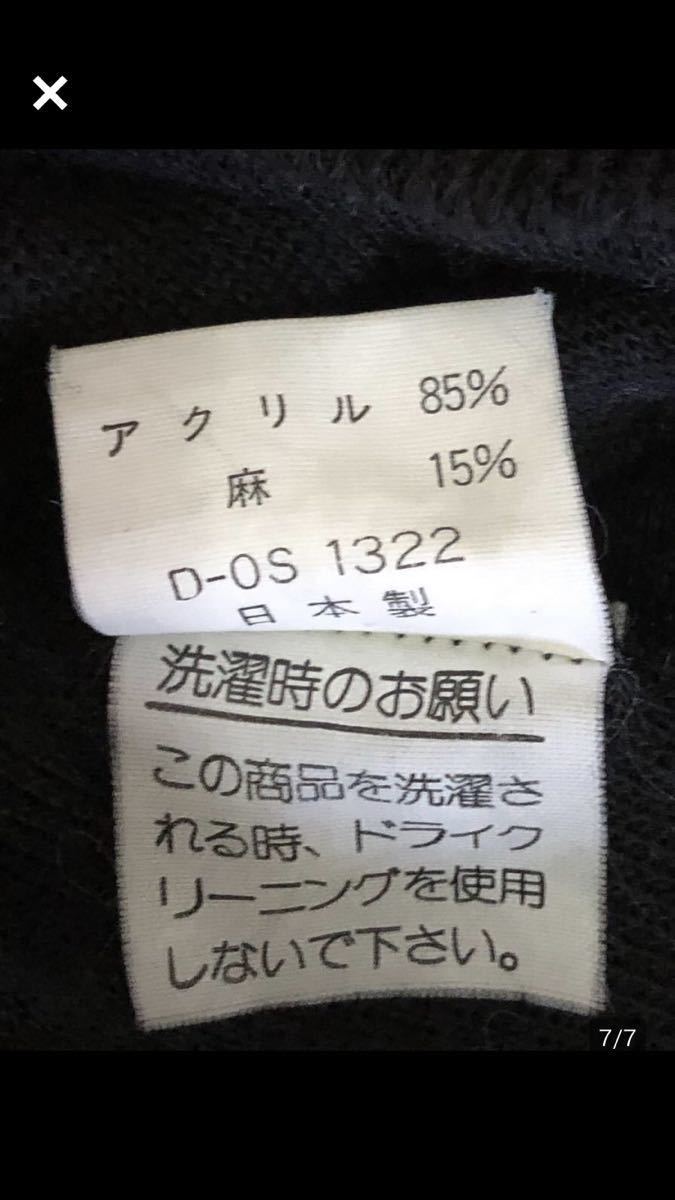 アクリル 85%
麻 15%
D-OS 1322
日本製
洗濯時のお願い
この商品を洗濯さ
れる時、ドライク
リーニングを使用
しないで下さい。
7/7